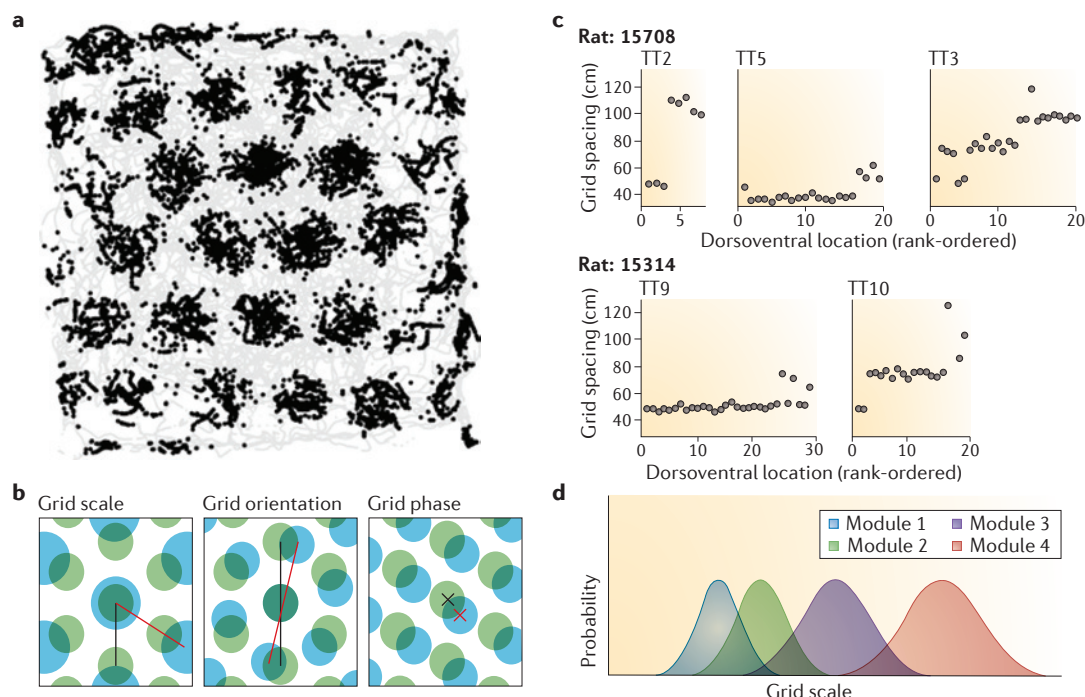 a
c
Rat: 15708
TT2 TT5 TT3
Grid spacing (cm)
120
100
80
60
40
5 0 10 20 0 10 20
Dorsoventral location (rank-ordered)
Rat: 15314
TT9 TT10
Grid spacing (cm)
120
100
80
60
40
0 10 20 30 0 10 20
Dorsoventral location (rank-ordered)
b
Grid scale Grid orientation Grid phase
d
Module 1 Module 3
Module 2 Module 4
Probability
Grid scale